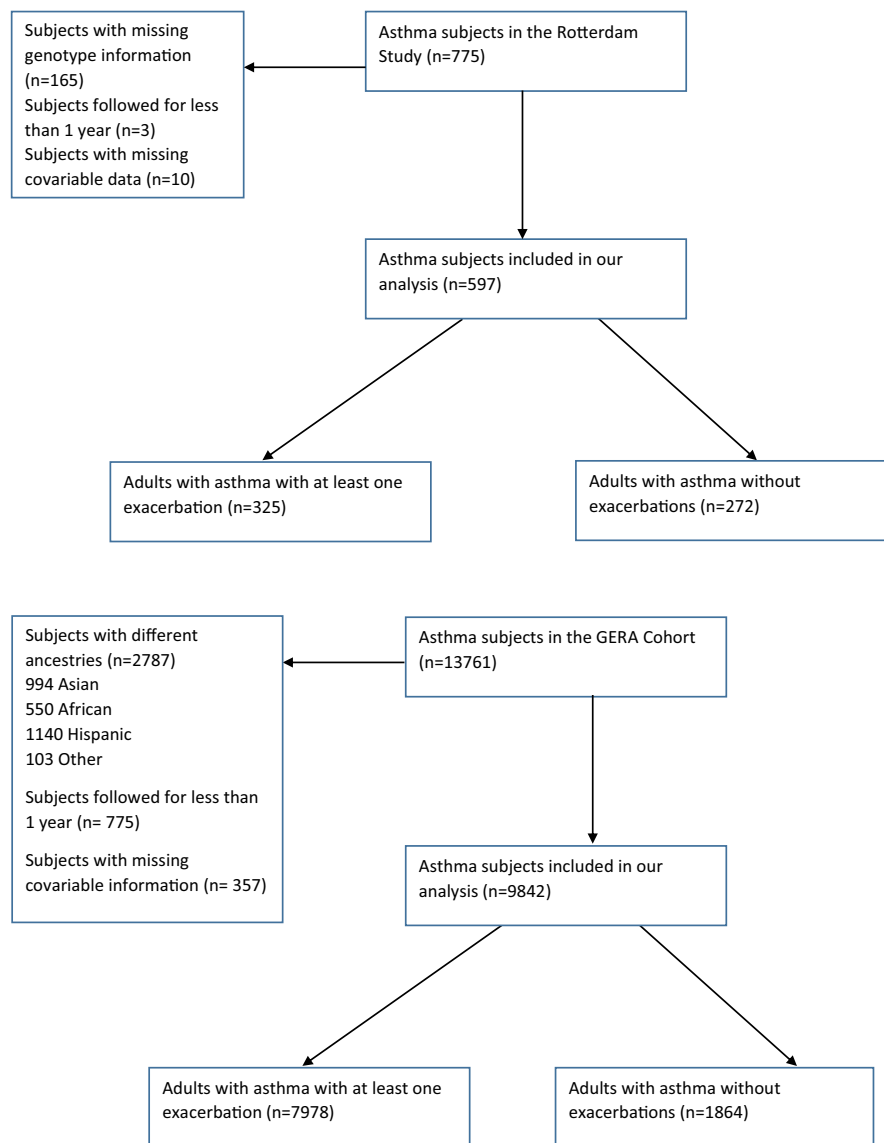 Subjects with missing
genotype information
(n=165)
Subjects followed for less
than 1 year (n=3)
Subjects with missing
covariable data (n=10)
Asthma subjects in the Rotterdam
Study (n=775)
Asthma subjects included in our
analysis (n=597)
Adults with asthma with at least one
exacerbation (n=325)
Adults with asthma without
exacerbations (n=272)
Subjects with different
ancestries (n=2787)
994 Asian
550 African
1140 Hispanic
103 Other
Subjects followed for less than
1 year (n= 775)
Subjects with missing
covariable information (n= 357)
Asthma subjects in the GERA Cohort
(n=13761)
Asthma subjects included in our
analysis (n=9842)
Adults with asthma with at least one
exacerbation (n=7978)
Adults with asthma without
exacerbations (n=1864)